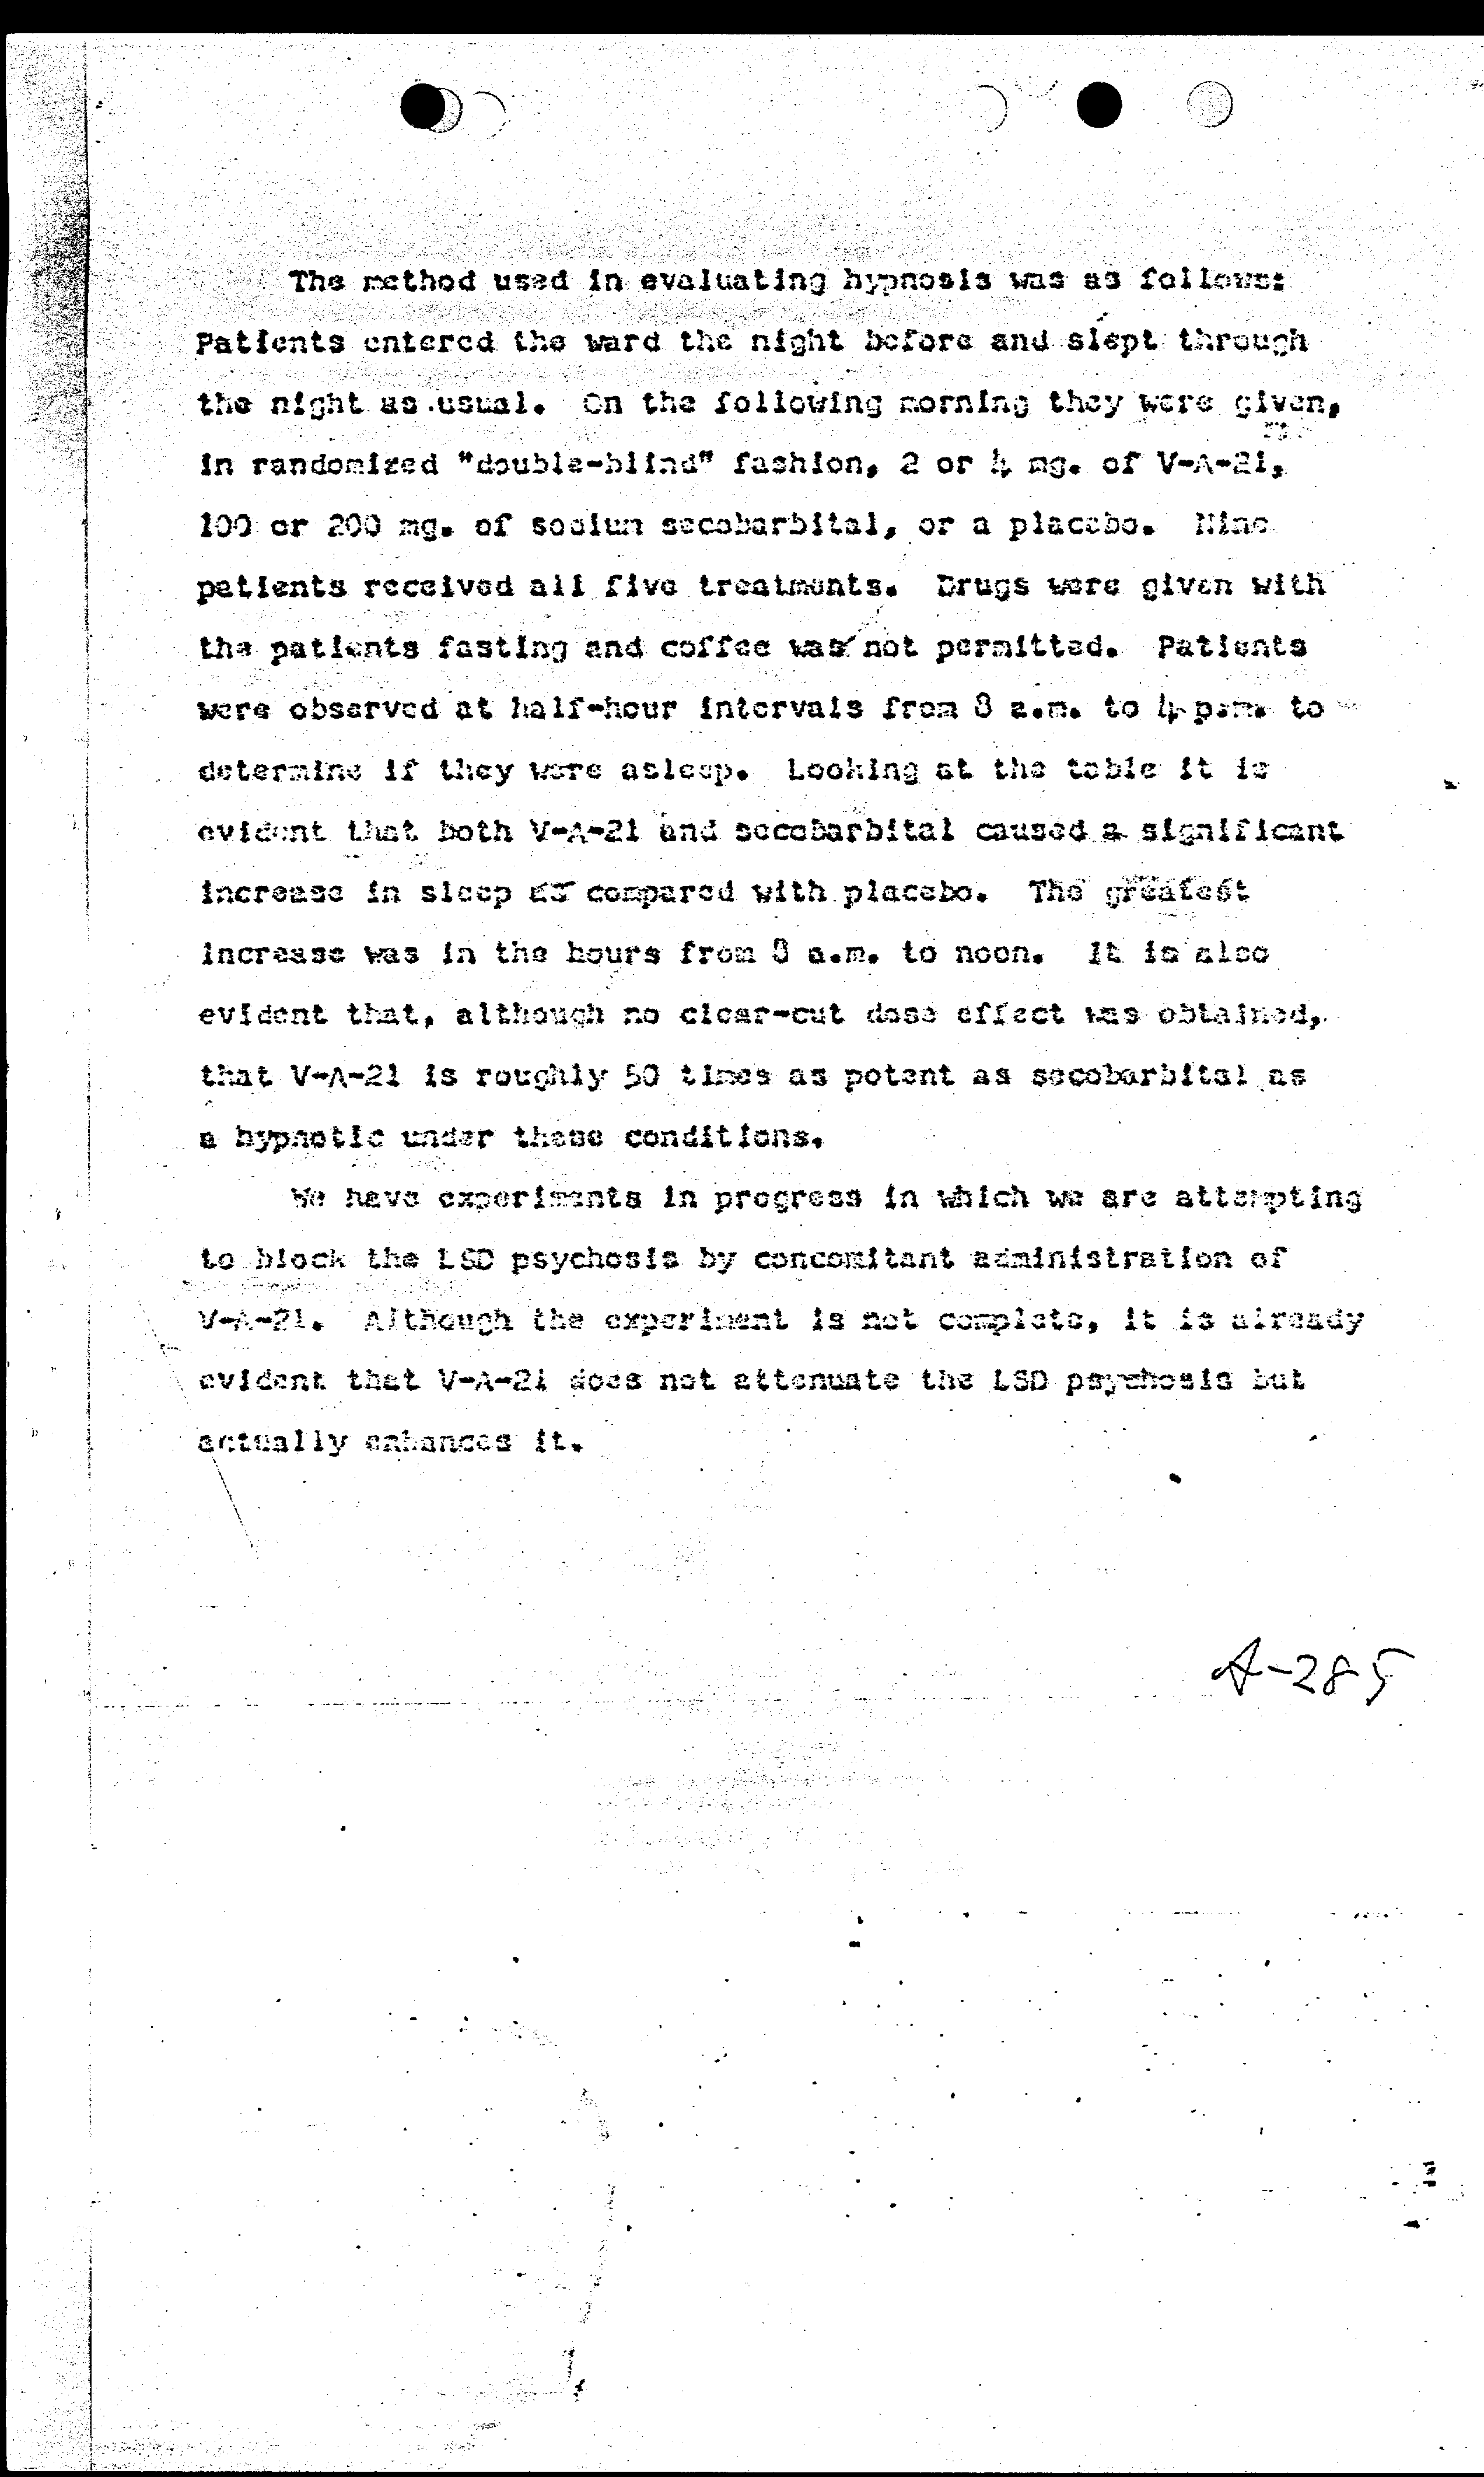 The method used in evaluating hypnosis was as follows:
Patients entered the ward the night before and slept through
the night as usual. On the following morning they were given,
in randomized "double-blind" fashion, 2 or 4 mg. of V-A-21,
100 or 200 mg. of sodium secobarbital, or a placebo. Nine
patients received all five treatments. Drugs were given with
the patients fasting and coffee was not permitted. Patients
were observed at half-hour intervals from 8 a.m. to 4 p.m. to
determine if they were asleep. Looking at the table it is
evident that both V-A-21 and secobarbital caused a significant
increase in sleep as compared with placebo. The greatest
increase was in the hours from 8 a.m. to noon. It is also
evident that, although no clear-cut dose effect was obtained,
that V-A-21 is roughly 50 times as potent as secobarbital as
a hypnotic under these conditions.
We have experiments in progress in which we are attempting
to block the LSD psychosis by concomitant administration of
V-A-21. Although the experiment is not complete, it is already
evident that V-A-21 does not attenuate the LSD psychosis but
actually enhances it.
A-285